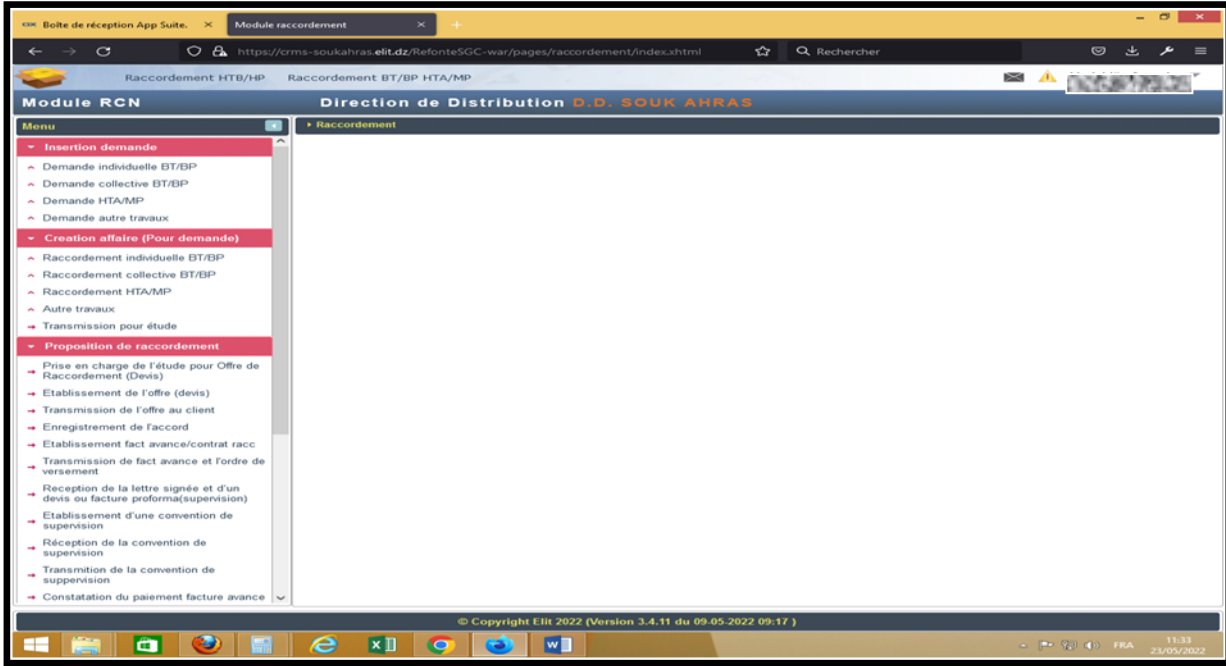 Boîte de réception App Suite.
Module raccordement
https://crms-soukahras.elit.dz/RefonteSGC-war/pages/raccordement/index.xhtml
Rechercher
Raccordement HTB/HP Raccordement BT/BP HTA/MP
Module RCN
Direction de Distribution D.D. SOUK AHRAS
Menu
Raccordement
Insertion demande
Demande individuelle BT/BP
Demande collective BT/BP
Demande HTA/MP
Demande autre travaux
Creation affaire (Pour demande)
Raccordement individuelle BT/BP
Raccordement collective BT/BP
Raccordement HTA/MP
Autre travaux
Transmission pour étude
Proposition de raccordement
Prise en charge de l'étude pour Offre de
Raccordement (Devis)
Etablissement de l'offre (devis)
Transmission de l'offre au client
Enregistrement de l'accord
Etablissement fact avance/contrat racc
Transmission de fact avance et l'ordre de
versement
Reception de la lettre signée et d'un
devis ou facture proforma(supervision)
Etablissement d'une convention de
supervision
Réception de la convention de
supervision
Transmition de la convention de
suppervision
Constatation du paiement facture avance
© Copyright Elit 2022 (Version 3.4.11 du 09-05-2022 09:17 )
FRA
11:33
23/05/2022